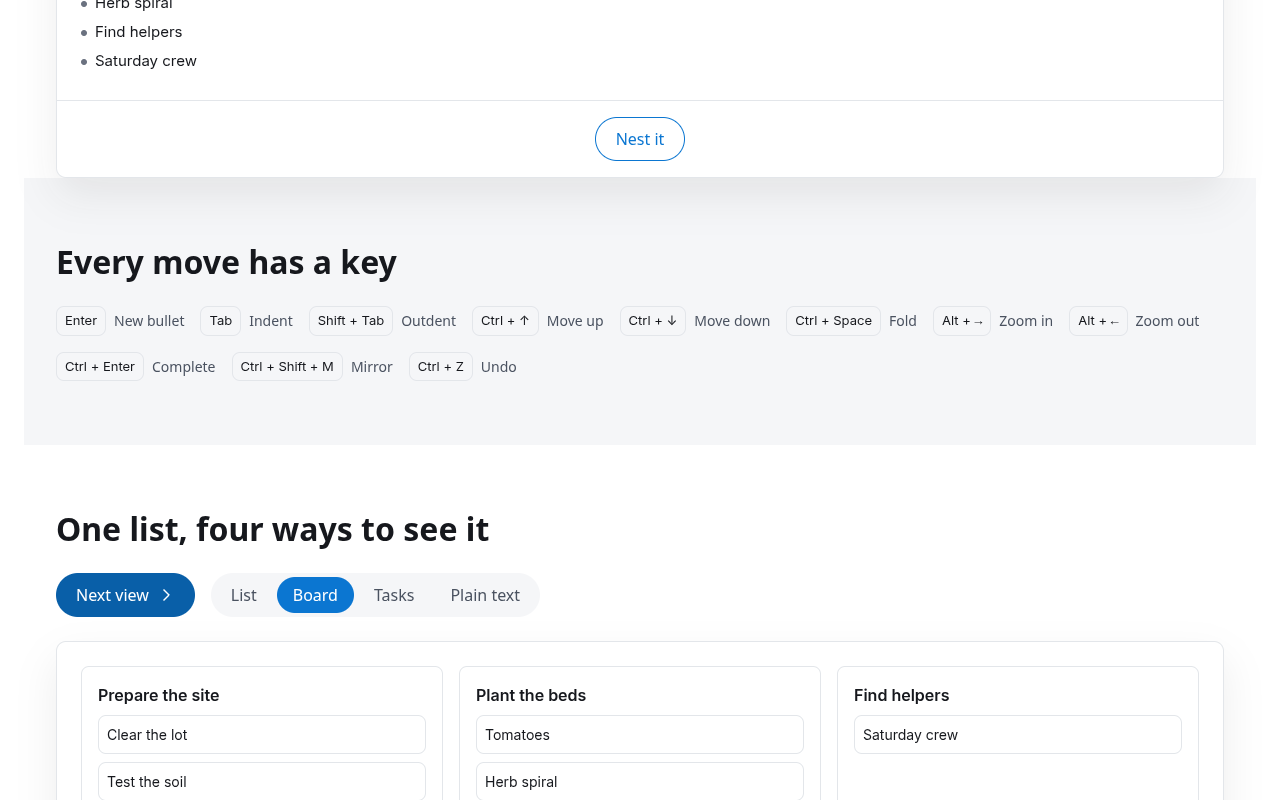 Herb spiral
Find helpers
Saturday crew
Nest it
Every move has a key
Enter New bullet Tab Indent Shift + Tab Outdent Ctrl + ↑ Move up Ctrl + ↓ Move down Ctrl + Space Fold Alt + → Zoom in Alt + ← Zoom out
Ctrl + Enter Complete Ctrl + Shift + M Mirror Ctrl + Z Undo
One list, four ways to see it
Next view List Board Tasks Plain text
Prepare the site
Clear the lot
Test the soil
Plant the beds
Tomatoes
Herb spiral
Find helpers
Saturday crew